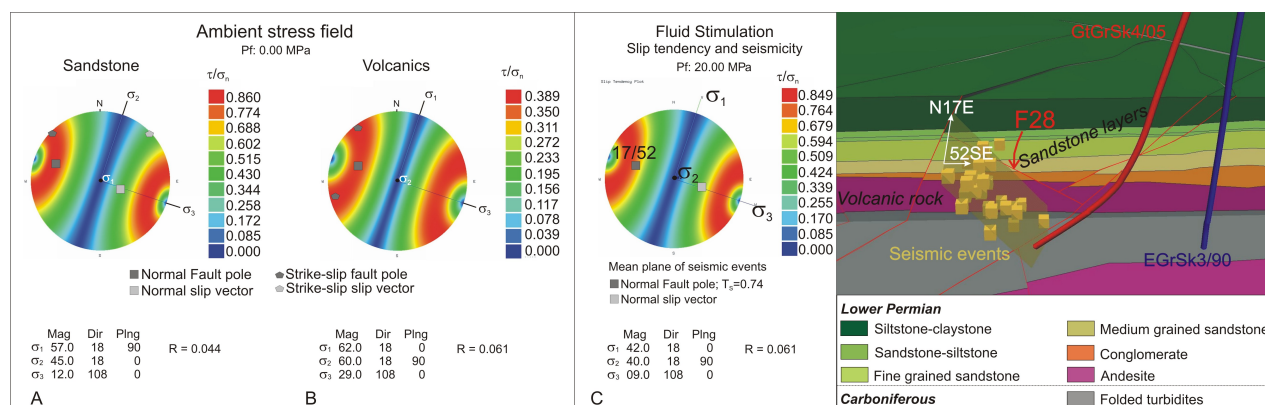 Ambient stress field
Pf: 0.00 MPa
Sandstone
Volcanics
τ/σn
0.860
0.774
0.688
0.602
0.515
0.430
0.344
0.258
0.172
0.085
0.000
N
σ2
σ1
σ3
τ/σn
0.389
0.350
0.311
0.272
0.233
0.195
0.156
0.117
0.078
0.039
0.000
N
σ1
σ2
σ3
Normal Fault pole
Strike-slip fault pole
Normal slip vector
Strike-slip slip vector
Mag Dir Plng
σ1 57.0 18 90
σ2 45.0 18 0
σ3 12.0 108 0
R = 0.044
A
Mag Dir Plng
σ1 62.0 18 0
σ2 60.0 18 90
σ3 29.0 108 0
R = 0.061
B
Fluid Stimulation
Slip tendency and seismicity
Pf: 20.00 MPa
Slip Tendency Plot
τ/σn
0.849
0.764
0.679
0.594
0.509
0.424
0.339
0.255
0.170
0.085
0.000
N
σ1
17/52
σ2
σ3
Mean plane of seismic events
Normal Fault pole; Ts=0.74
Normal slip vector
Mag Dir Plng
σ1 42.0 18 0
σ2 40.0 18 90
σ3 09.0 108 0
R = 0.061
C
GtGrSk4/05
N17E
F28
52SE
Sandstone layers
Volcanic rock
Seismic events
EGrSk3/90
Lower Permian
Siltstone-claystone
Sandstone-siltstone
Fine grained sandstone
Medium grained sandstone
Conglomerate
Andesite
Carboniferous
Folded turbidites